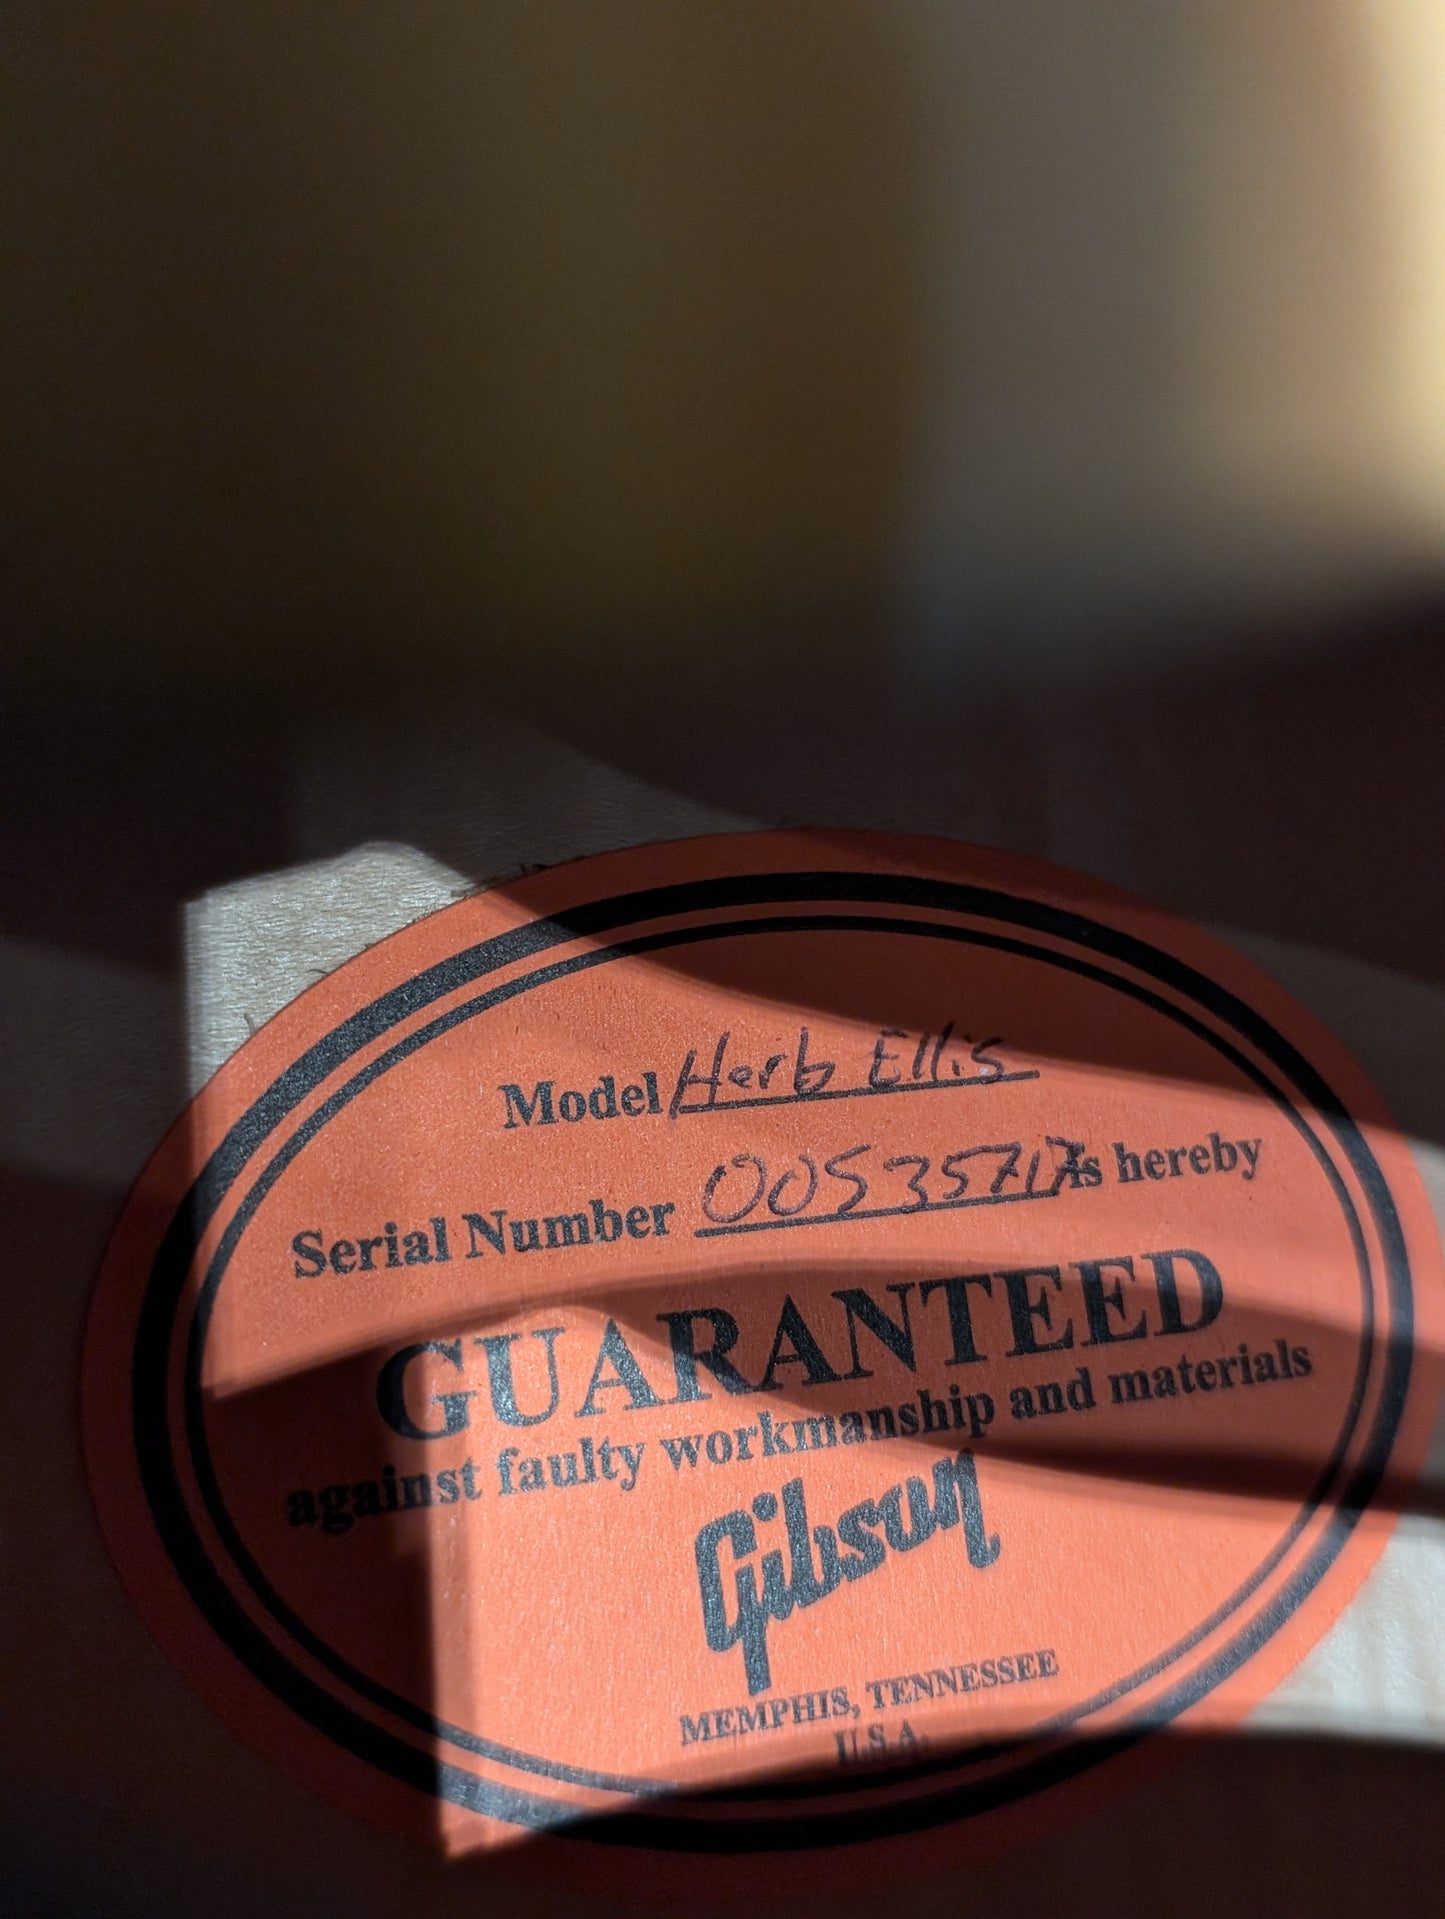 Model Herb Ellis
Serial Number 00535717 is hereby
GUARANTEED
against faulty workmanship and materials
Gibson
MEMPHIS, TENNESSEE
U.S.A.